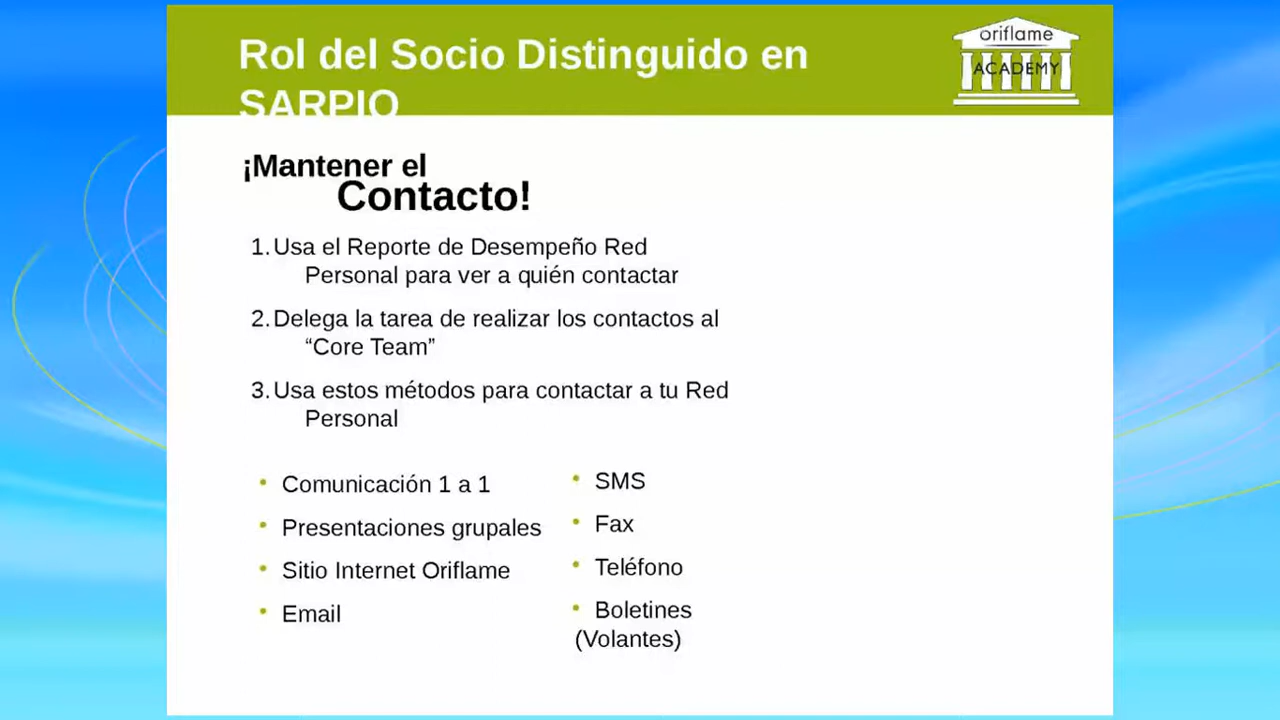 Rol del Socio Distinguido en
SARPIO
oriflame
ACADEMY
¡Mantener el
Contacto!
1. Usa el Reporte de Desempeño Red
Personal para ver a quién contactar
2. Delega la tarea de realizar los contactos al
“Core Team”
3. Usa estos métodos para contactar a tu Red
Personal
• Comunicación 1 a 1
• Presentaciones grupales
• Sitio Internet Oriflame
• Email
• SMS
• Fax
• Teléfono
• Boletines
(Volantes)